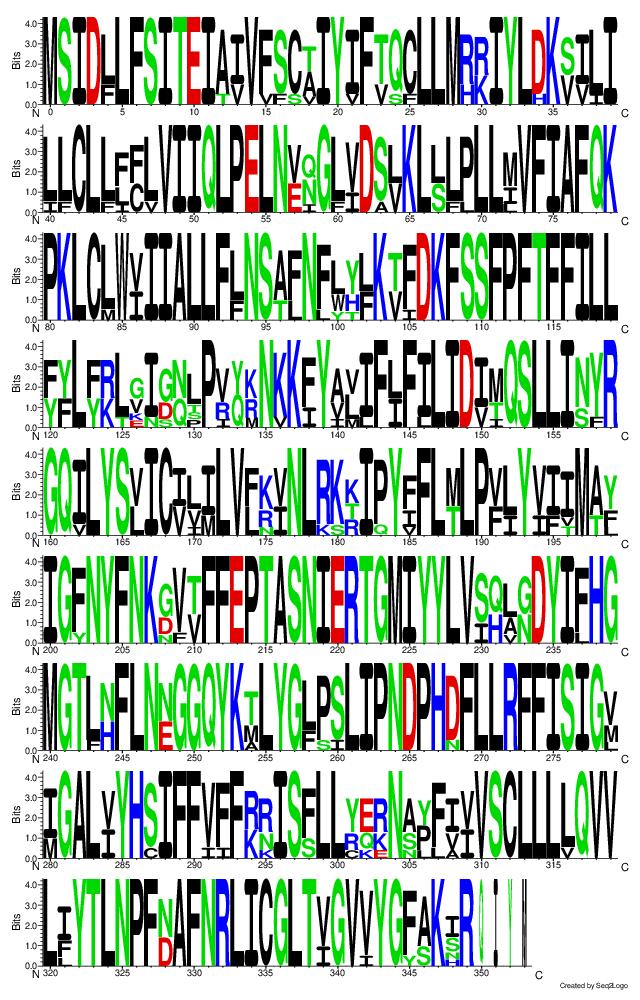 4.0
3.0
2.0
1.0
0.0
Bits
MSIDLLFSITEIAIVFSCTIYIFTQCLLMRRIYLDKSILI
N 0 5 10 15 20 25 30 35 C
4.0
3.0
2.0
1.0
0.0
Bits
LLCLLFFLVIIQLPELNVQGLVDSLKLLLPLLMVFIAFQK
N 40 45 50 55 60 65 70 75 C
4.0
3.0
2.0
1.0
0.0
Bits
PKLCLWVIIALLFLNSAFNFLYLKTFDKFSSFPFTFFILL
N 80 85 90 95 100 105 110 115 C
4.0
3.0
2.0
1.0
0.0
Bits
FYLFRLGIGNLPVYKNKKFYAVIFLFILIDIMQSLLINYR
N 120 125 130 135 140 145 150 155 C
4.0
3.0
2.0
1.0
0.0
Bits
GQILYSVICILILVFKVNLRKKIPYFFLMLPVLYVIIMAY
N 160 165 170 175 180 185 190 195 C
4.0
3.0
2.0
1.0
0.0
Bits
IGFNYFNKGVTFFEPTASNIERTGMIYYLVSQLGDYIFHG
N 200 205 210 215 220 225 230 235 C
4.0
3.0
2.0
1.0
0.0
Bits
MGTLNFLNNGGQYKTLYGLPSLIPNDPHDFLLRFFISIGV
N 240 245 250 255 260 265 270 275 C
4.0
3.0
2.0
1.0
0.0
Bits
IGALVYHSIFFVFFRRISFLLYERNAYFIVVSCLLLLQVV
N 280 285 290 295 300 305 310 315 C
4.0
3.0
2.0
1.0
0.0
Bits
LIYTLNPFNAFNRLICGLTVGVVYGFAKIRQIYN
N 320 325 330 335 340 345 350 C
Created by Seq2Logo